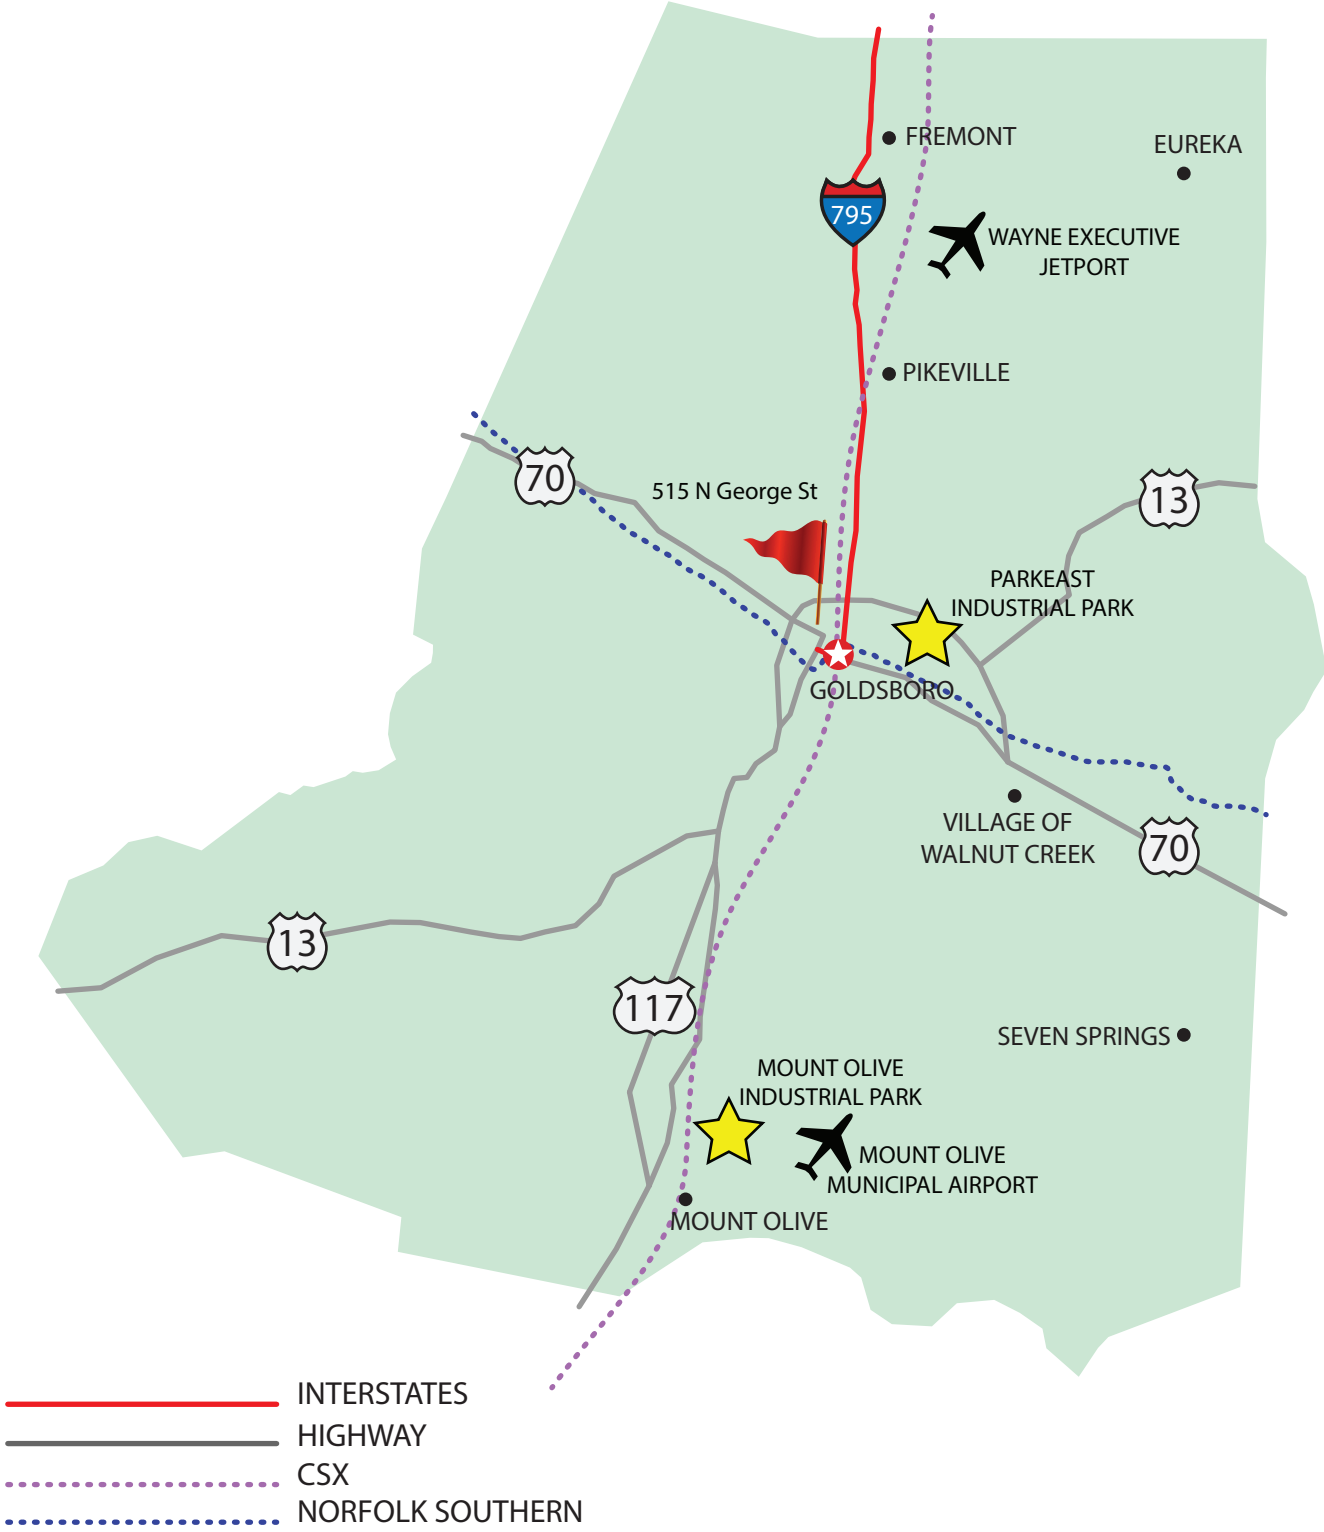 FREMONT
EUREKA
795
WAYNE EXECUTIVE
JETPORT
PIKEVILLE
70
515 N George St
13
PARKEAST
INDUSTRIAL PARK
GOLDSBORO
VILLAGE OF
WALNUT CREEK
70
13
117
SEVEN SPRINGS
MOUNT OLIVE
INDUSTRIAL PARK
MOUNT OLIVE
MUNICIPAL AIRPORT
MOUNT OLIVE
INTERSTATES
HIGHWAY
CSX
NORFOLK SOUTHERN